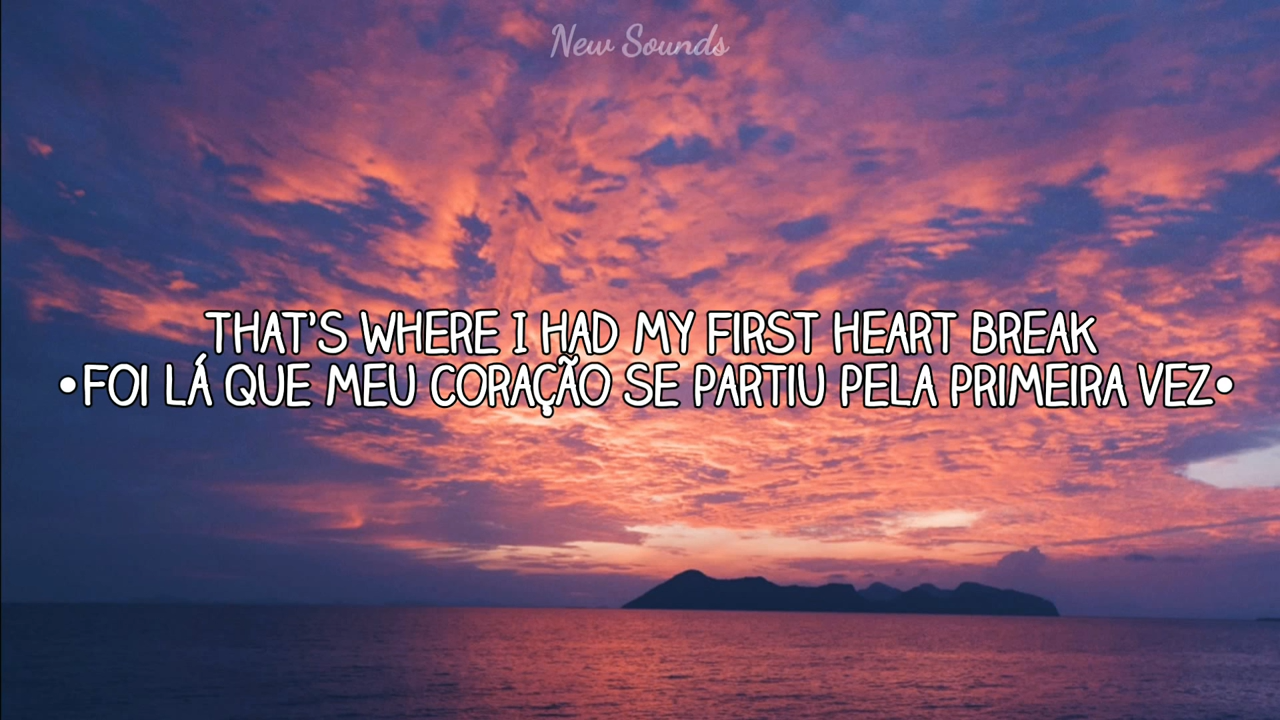 New Sounds
THAT'S WHERE I HAD MY FIRST HEART BREAK
•FOI LÁ QUE MEU CORAÇÃO SE PARTIU PELA PRIMEIRA VEZ•